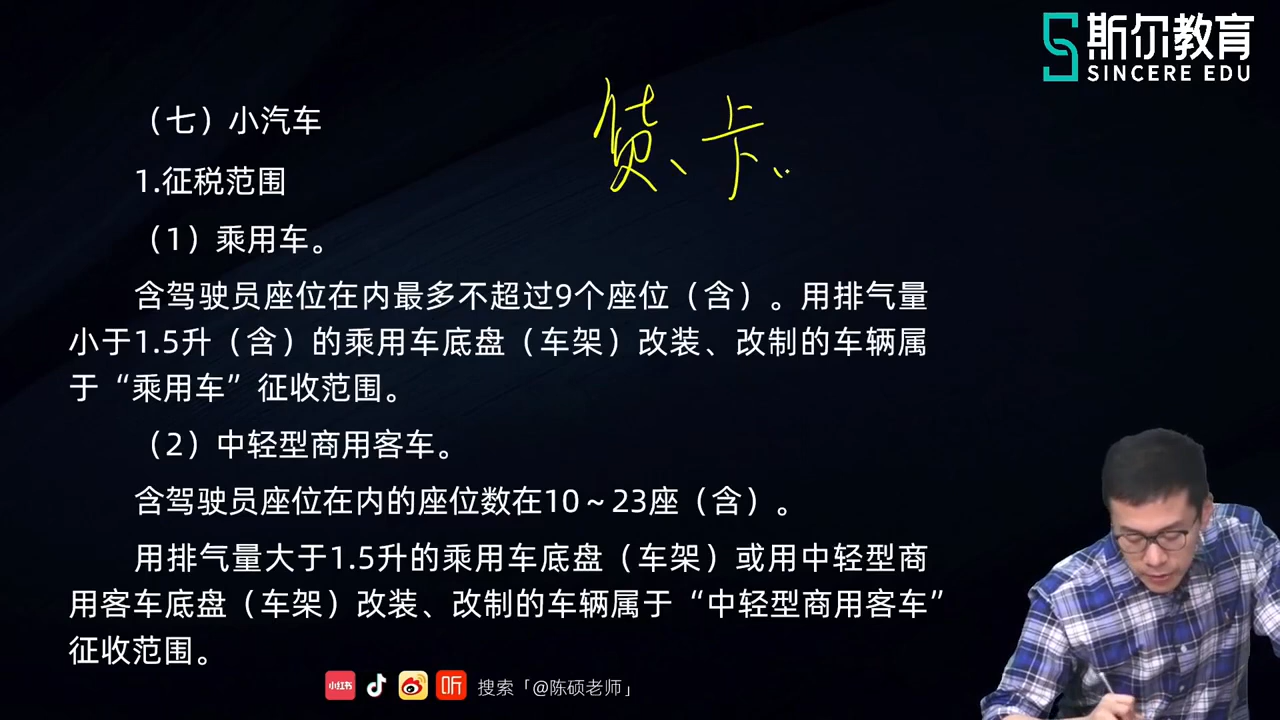 斯尔教育
SINCERE EDU
货、卡、
（七）小汽车
1.征税范围
（1）乘用车。
含驾驶员座位在内最多不超过9个座位（含）。用排气量
小于1.5升（含）的乘用车底盘（车架）改装、改制的车辆属
于“乘用车”征收范围。
（2）中轻型商用客车。
含驾驶员座位在内的座位数在10～23座（含）。
用排气量大于1.5升的乘用车底盘（车架）或用中轻型商
用客车底盘（车架）改装、改制的车辆属于“中轻型商用客车”
征收范围。
小红书 听 搜索「@陈硕老师」